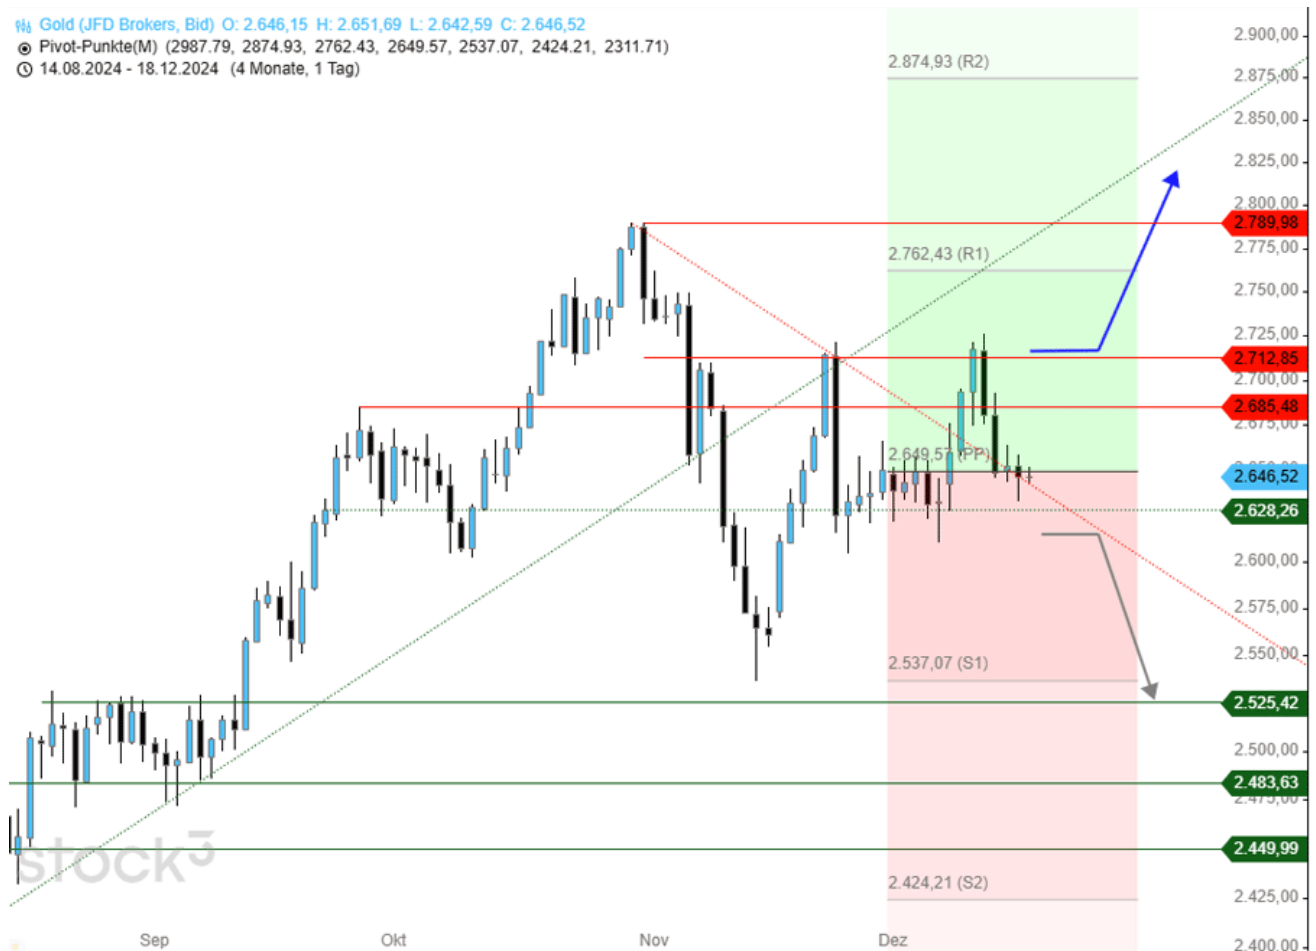 Gold (JFD Brokers, Bid) O: 2.646,15 H: 2.651,69 L: 2.642,59 C: 2.646,52
Pivot-Punkte(M) (2987.79, 2874.93, 2762.43, 2649.57, 2537.07, 2424.21, 2311.71)
14.08.2024 - 18.12.2024 (4 Monate, 1 Tag)
2.900,00
2.874,93 (R2)
2.875,00
2.850,00
2.825,00
2.800,00
2.789,98
2.775,00
2.762,43 (R1)
2.750,00
2.725,00
2.712,85
2.700,00
2.685,48
2.675,00
2.649,57 (PP)
2.646,52
2.628,26
2.600,00
2.575,00
2.550,00
2.537,07 (S1)
2.525,42
2.500,00
2.483,63
2.475,00
2.449,99
stock3
2.424,21 (S2)
2.425,00
2.400,00
Sep Okt Nov Dez